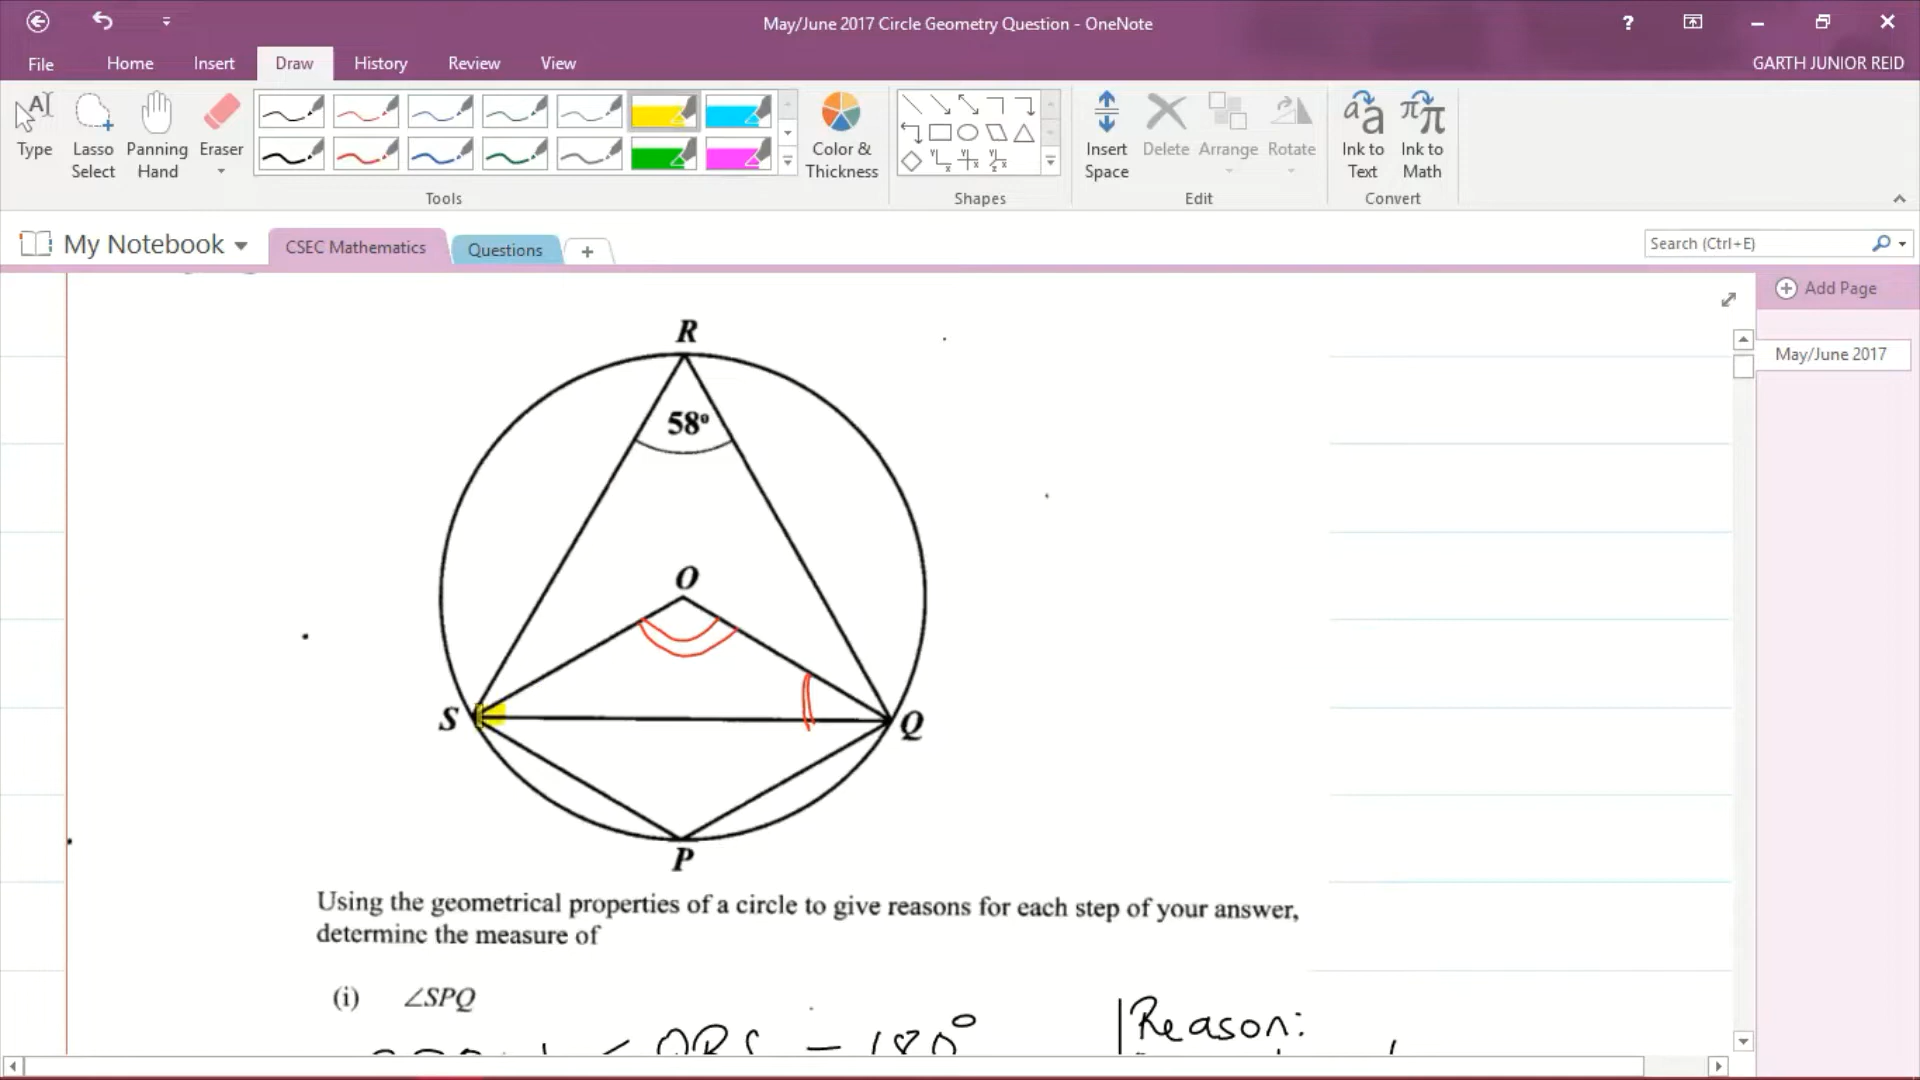 May/June 2017 Circle Geometry Question - OneNote
?
File Home Insert Draw History Review View
GARTH JUNIOR REID
Type
Lasso Select
Panning Hand
Eraser
Color & Thickness
Insert Space
Delete
Arrange
Rotate
Ink to Text
Ink to Math
Tools
Shapes
Edit
Convert
My Notebook
CSEC Mathematics
Questions
Search (Ctrl+E)
Add Page
May/June 2017
R
58°
O
S
Q
P
Using the geometrical properties of a circle to give reasons for each step of your answer,
determine the measure of
(i) ∠SPQ
= 180°
Reason: